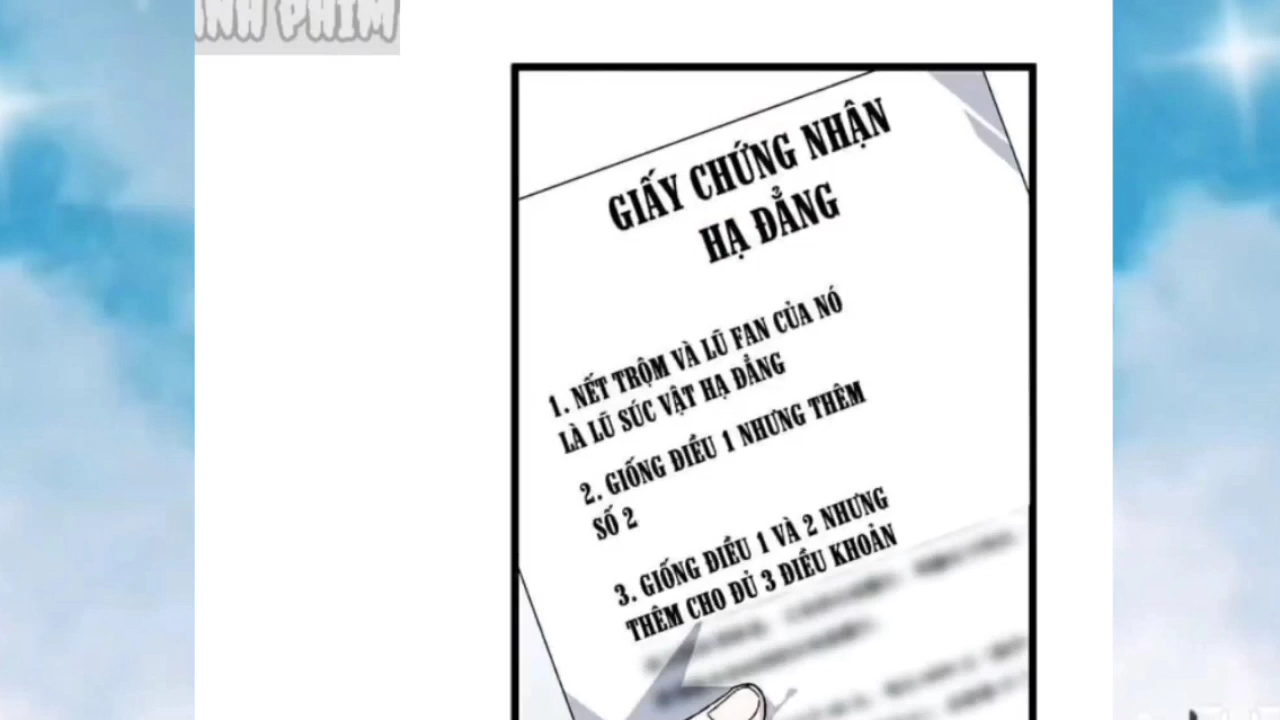 ANH PHIM
GIẤY CHỨNG NHẬN
HẠ ĐẲNG
1. NẾT TRỘM VÀ LŨ FAN CỦA NÓ
LÀ LŨ SÚC VẬT HẠ ĐẲNG
2. GIỐNG ĐIỀU 1 NHƯNG THÊM
SỐ 2
3. GIỐNG ĐIỀU 1 VÀ 2 NHƯNG
THÊM CHO ĐỦ 3 ĐIỀU KHOẢN